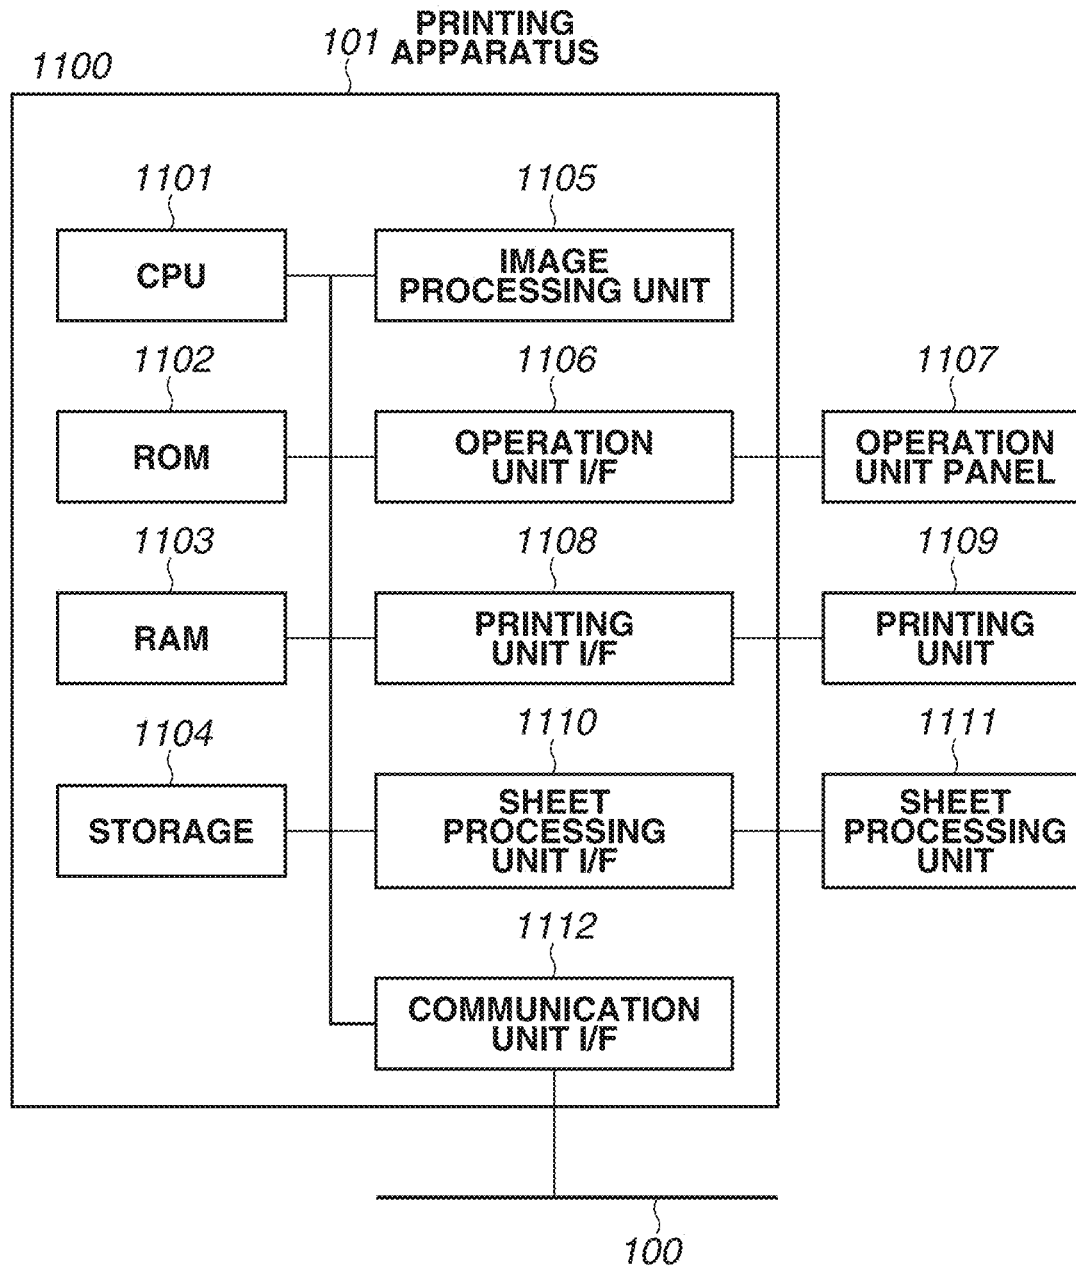 PRINTING
101 APPARATUS
1100
1101
1105
CPU
IMAGE
PROCESSING UNIT
1102
1106
1107
ROM
OPERATION
UNIT I/F
OPERATION
UNIT PANEL
1103
1108
1109
RAM
PRINTING
UNIT I/F
PRINTING
UNIT
1104
1110
1111
STORAGE
SHEET
PROCESSING
UNIT I/F
SHEET
PROCESSING
UNIT
1112
COMMUNICATION
UNIT I/F
100